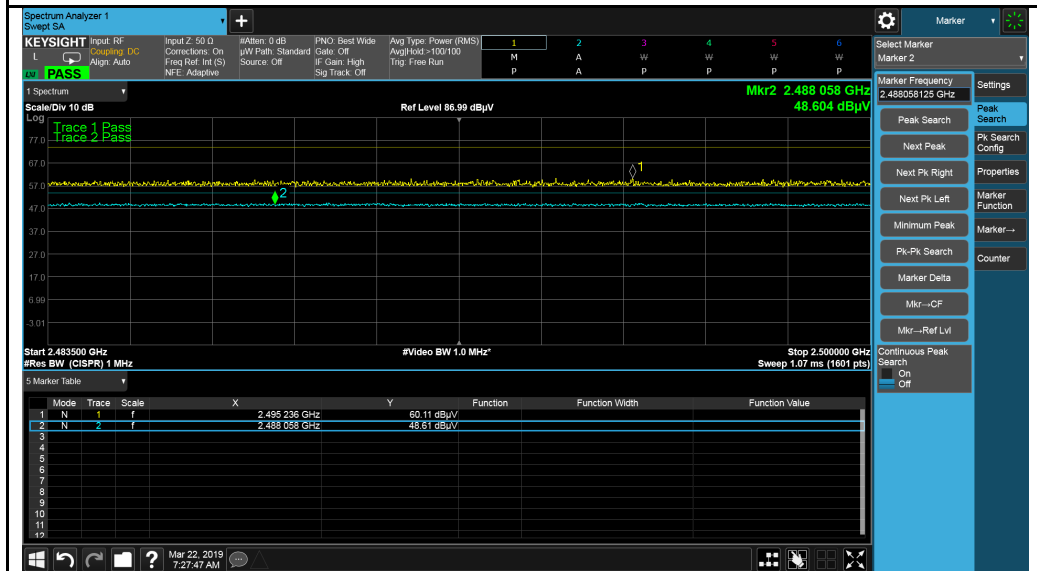 Spectrum Analyzer 1
Swept SA
+
Marker
KEYSIGHT
L
LXI PASS
Input: RF
Coupling: DC
Align: Auto
Input Z: 50 Ω
Corrections: On
Freq Ref: Int (S)
NFE: Adaptive
#Atten: 0 dB
µW Path: Standard
Source: Off
PNO: Best Wide
Gate: Off
IF Gain: High
Sig Track: Off
Avg Type: Power (RMS)
Avg|Hold:>100/100
Trig: Free Run
1 2 3 4 5 6
M A W W W W
P A P P P P
Select Marker
Marker 2
Marker Frequency
2.488058125 GHz
Settings
1 Spectrum
Mkr2 2.488 058 GHz
Scale/Div 10 dB
Ref Level 86.99 dBµV
48.604 dBµV
Log
Trace 1 Pass
Trace 2 Pass
77.0
67.0
57.0
47.0
37.0
27.0
17.0
6.99
-3.01
1
2
Start 2.483500 GHz
#Video BW 1.0 MHz*
Stop 2.500000 GHz
#Res BW (CISPR) 1 MHz
Sweep 1.07 ms (1601 pts)
Peak Search
Next Peak
Next Pk Right
Next Pk Left
Minimum Peak
Pk-Pk Search
Marker Delta
Mkr→CF
Mkr→Ref Lvl
Continuous Peak
Search
On
Off
Peak
Search
Pk Search
Config
Properties
Marker
Function
Marker→
Counter
5 Marker Table
Mode Trace Scale X Y Function Function Width Function Value
1 N 1 f 2.495 236 GHz 60.11 dBµV
2 N 2 f 2.488 058 GHz 48.61 dBµV
3
4
5
6
7
8
9
10
11
12
?
Mar 22, 2019
7:27:47 AM